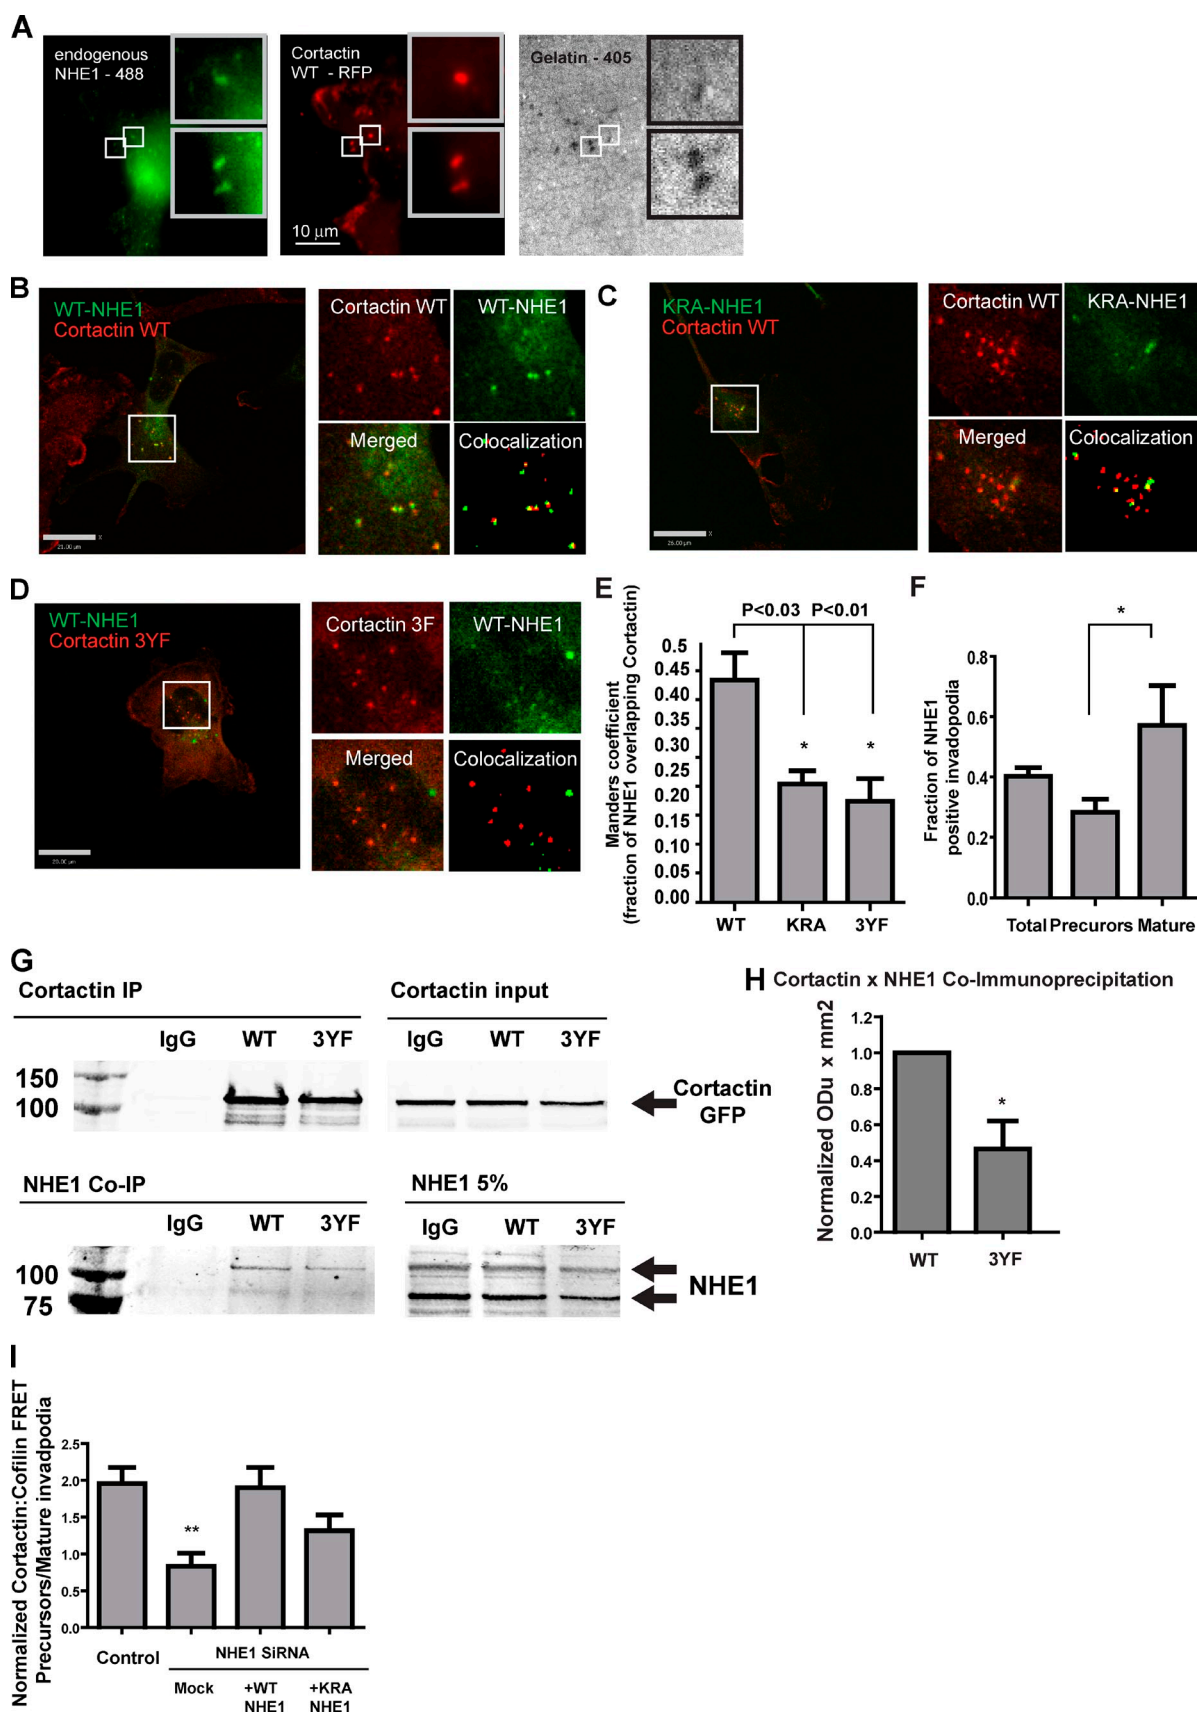 A
endogenous
NHE1 - 488
Cortactin
WT - RFP
10 μm
Gelatin - 405
B
WT-NHE1
Cortactin WT
21.00 μm
Cortactin WT
WT-NHE1
Merged
Colocalization
C
KRA-NHE1
Cortactin WT
26.00 μm
Cortactin WT
KRA-NHE1
Merged
Colocalization
D
WT-NHE1
Cortactin 3YF
Cortactin 3F
WT-NHE1
Merged
Colocalization
E
Manders coefficient
(fraction of NHE1 overlapping Cortactin)
P<0.03 P<0.01
0.5
0.45
0.40
0.35
0.30
0.25
0.20
0.15
0.05
0.00
* *
WT KRA 3YF
F
Fraction of NHE1
positive invadopodia
*
0.8
0.6
0.4
0.2
0.0
Total Precurors Mature
G
Cortactin IP
IgG WT 3YF
150
100
Cortactin input
IgG WT 3YF
Cortactin
GFP
NHE1 Co-IP
IgG WT 3YF
100
75
NHE1 5%
IgG WT 3YF
NHE1
H Cortactin x NHE1 Co-Immunoprecipitation
Normalized ODu x mm2
1.2
1.0
0.8
0.6
0.4
0.2
0.0
*
WT 3YF
I
Normalized Cortactin:Cofilin FRET
Precursors/Mature invadpodia
2.5
2.0
1.5
1.0
0.5
0.0
**
Control
NHE1 SiRNA
Mock +WT +KRA
NHE1 NHE1